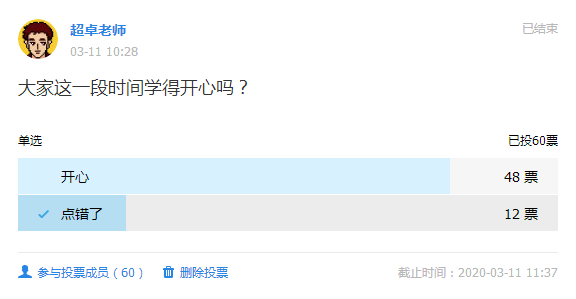 超卓老师 已结束
03-11 10:28
大家这一段时间学得开心吗？
单选 已投60票
开心 48 票
点错了 12 票
参与投票成员（60） 删除投票 截止时间：2020-03-11 11:37